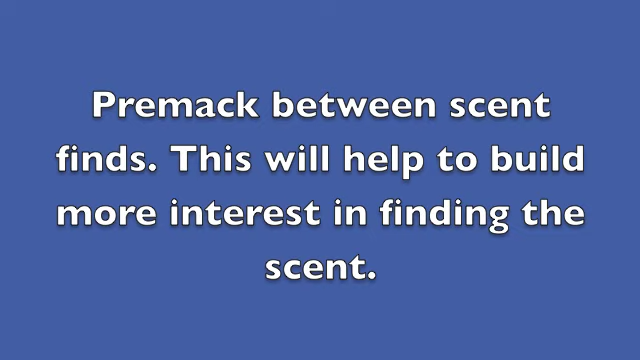 Premack between scent
finds. This will help to build
more interest in finding the
scent.